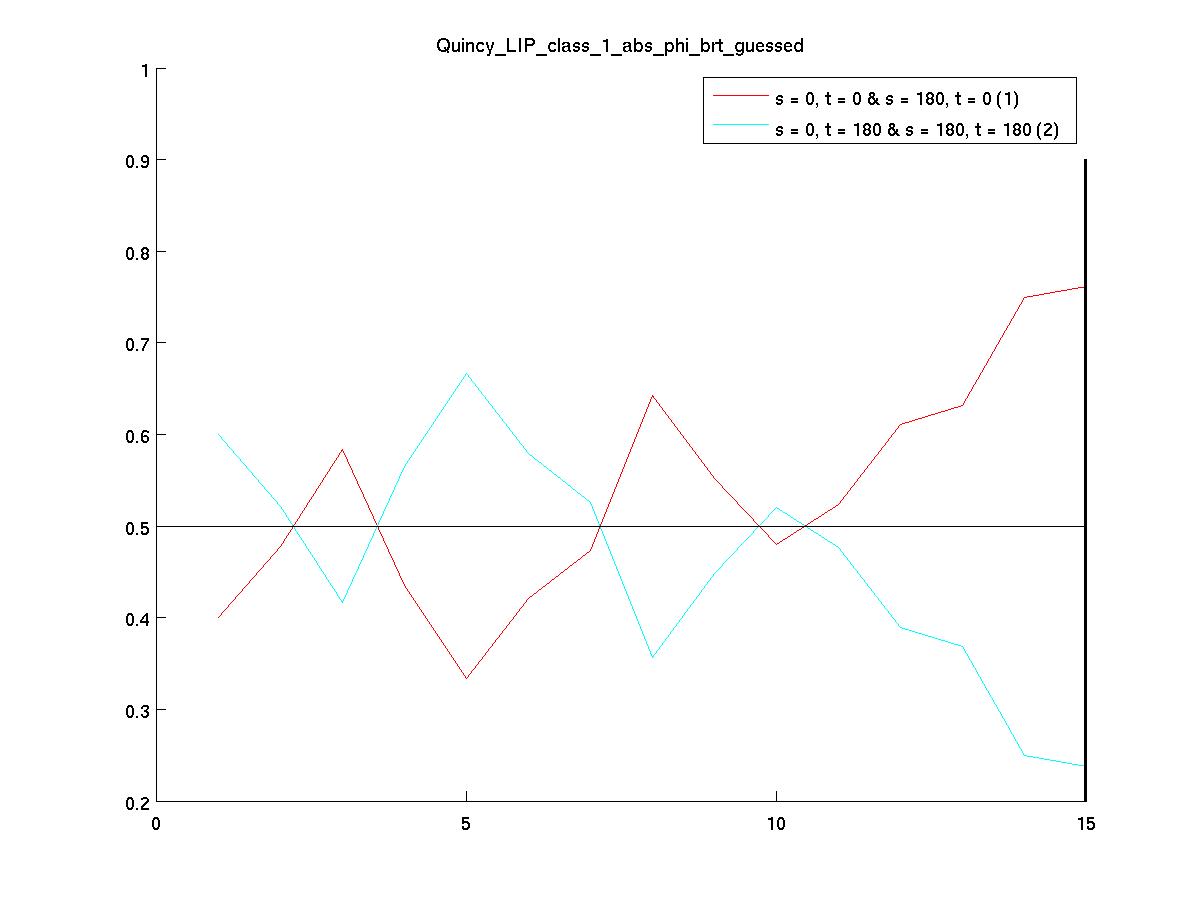 Quincy_LIP_class_1_abs_phi_brt_guessed
s = 0, t = 0 & s = 180, t = 0 (1)
s = 0, t = 180 & s = 180, t = 180 (2)
1
0.9
0.8
0.7
0.6
0.5
0.4
0.3
0.2
0 5 10 15